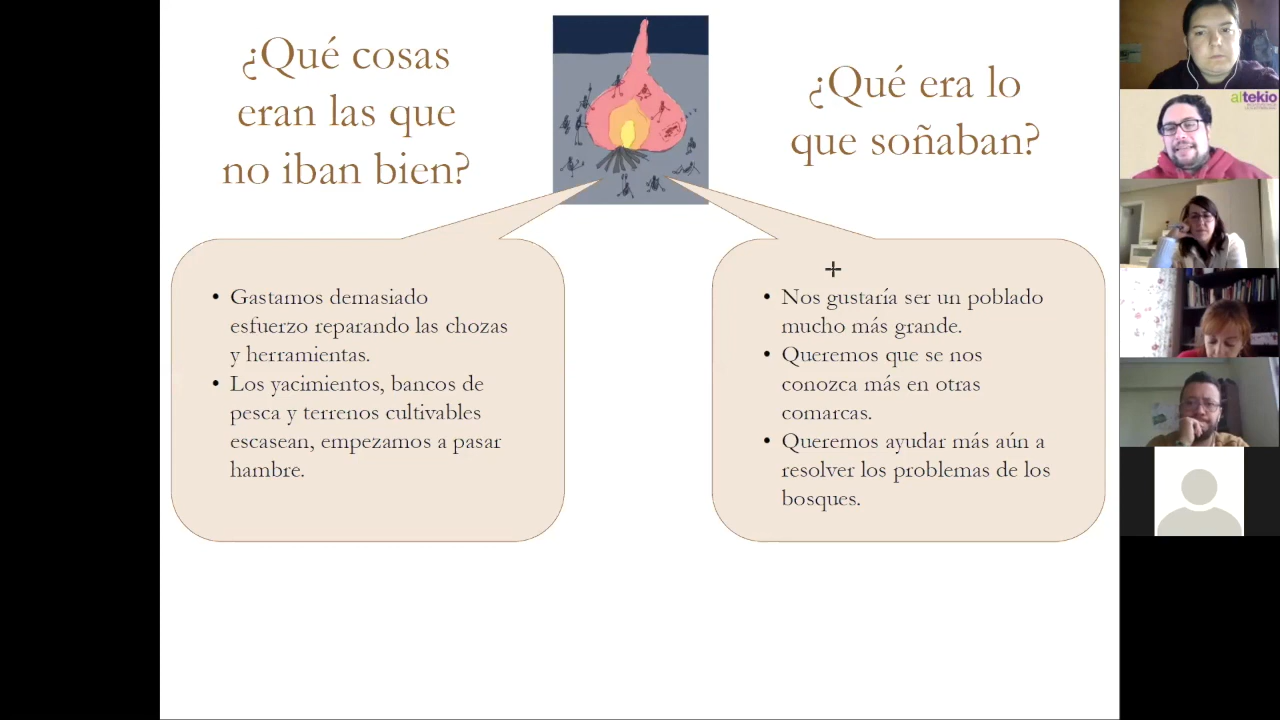 ¿Qué cosas
eran las que
no iban bien?
¿Qué era lo
que soñaban?
• Gastamos demasiado
esfuerzo reparando las chozas
y herramientas.
• Los yacimientos, bancos de
pesca y terrenos cultivables
escasean, empezamos a pasar
hambre.
• Nos gustaría ser un poblado
mucho más grande.
• Queremos que se nos
conozca más en otras
comarcas.
• Queremos ayudar más aún a
resolver los problemas de los
bosques.
altekio